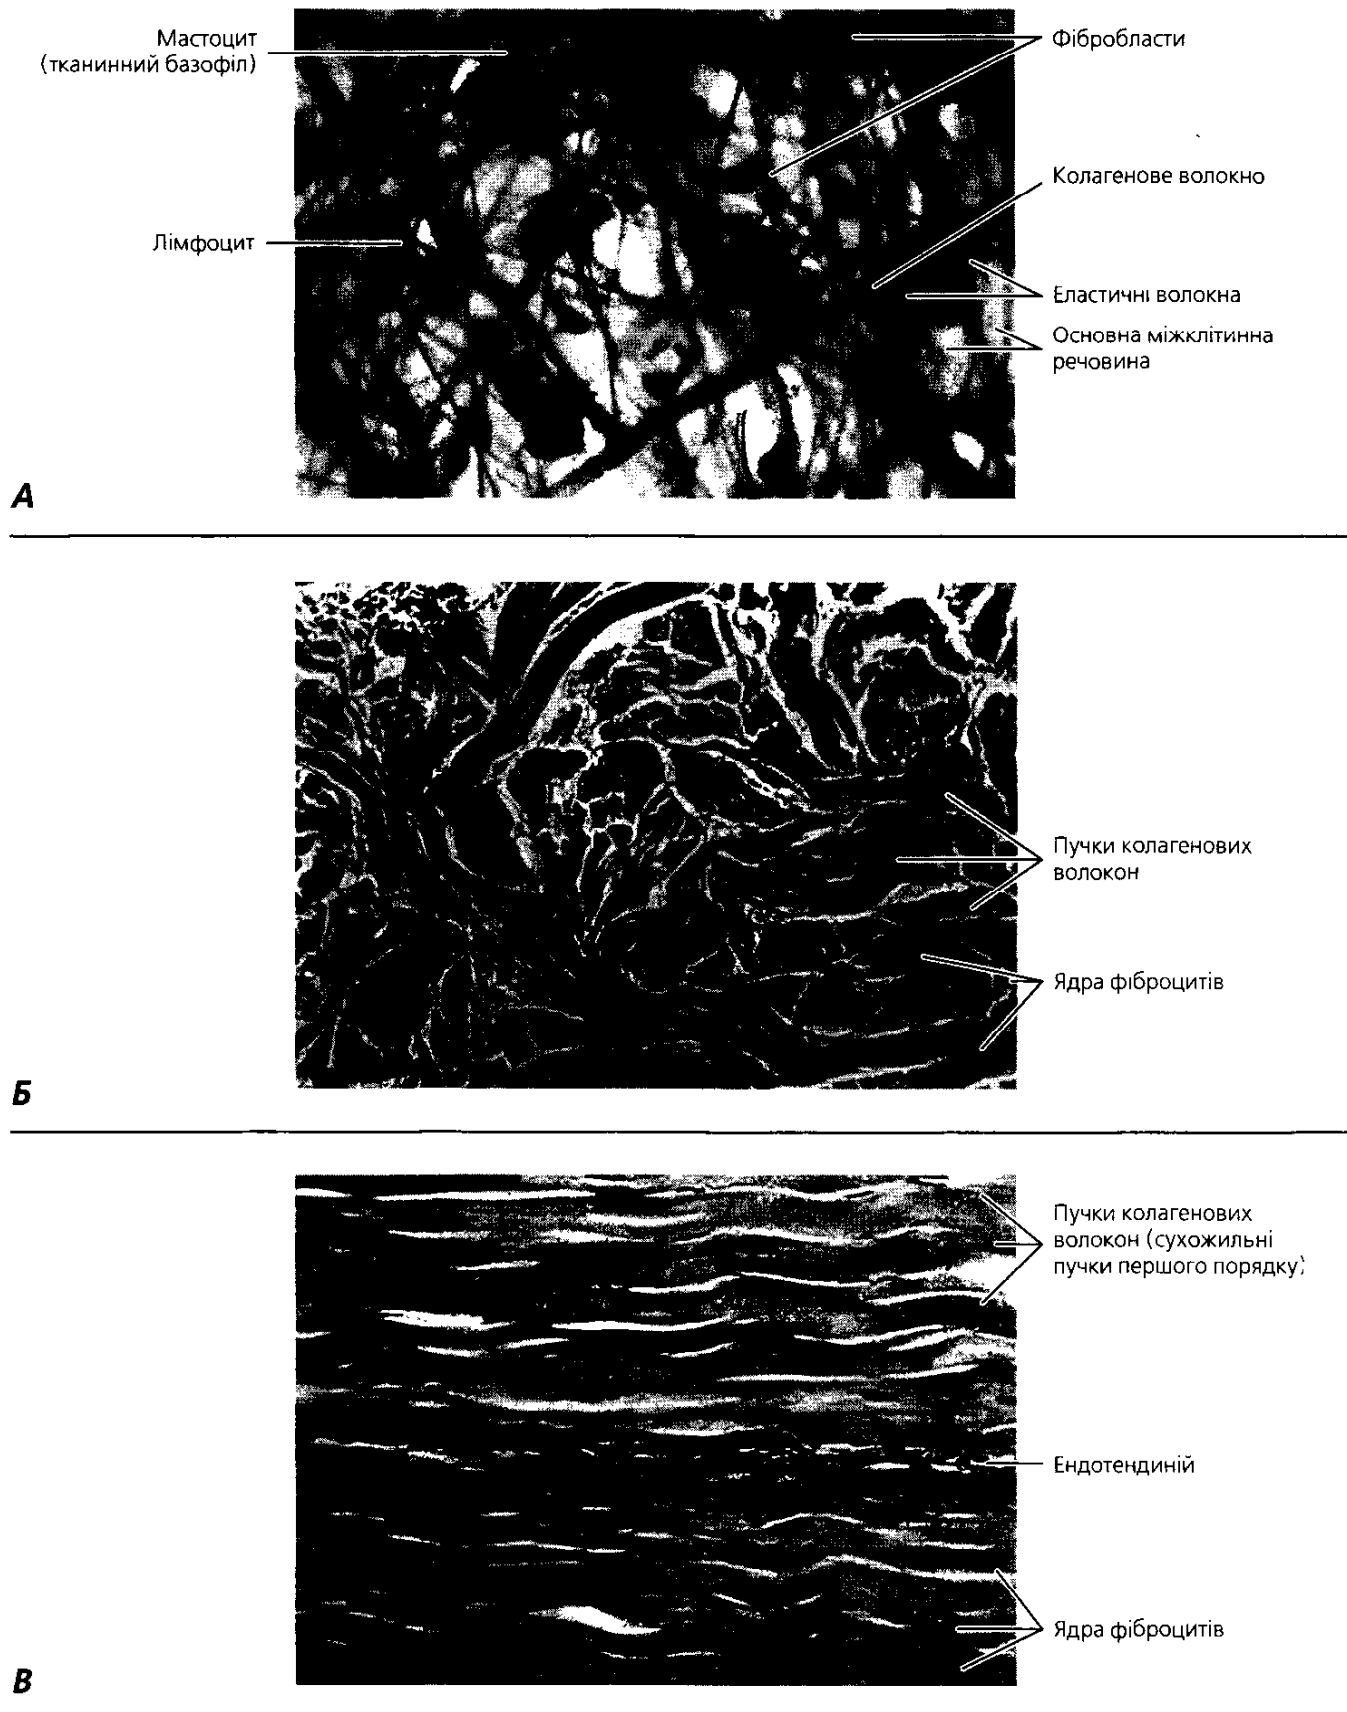 Мастоцит
(тканинний базофіл)
Фібробласти
Колагенове волокно
Лімфоцит
Еластичні волокна
Основна міжклітинна
речовина
А
Пучки колагенових
волокон
Ядра фіброцитів
Б
Пучки колагенових
волокон (сухожильні
пучки першого порядку)
Ендотендиній
Ядра фіброцитів
В